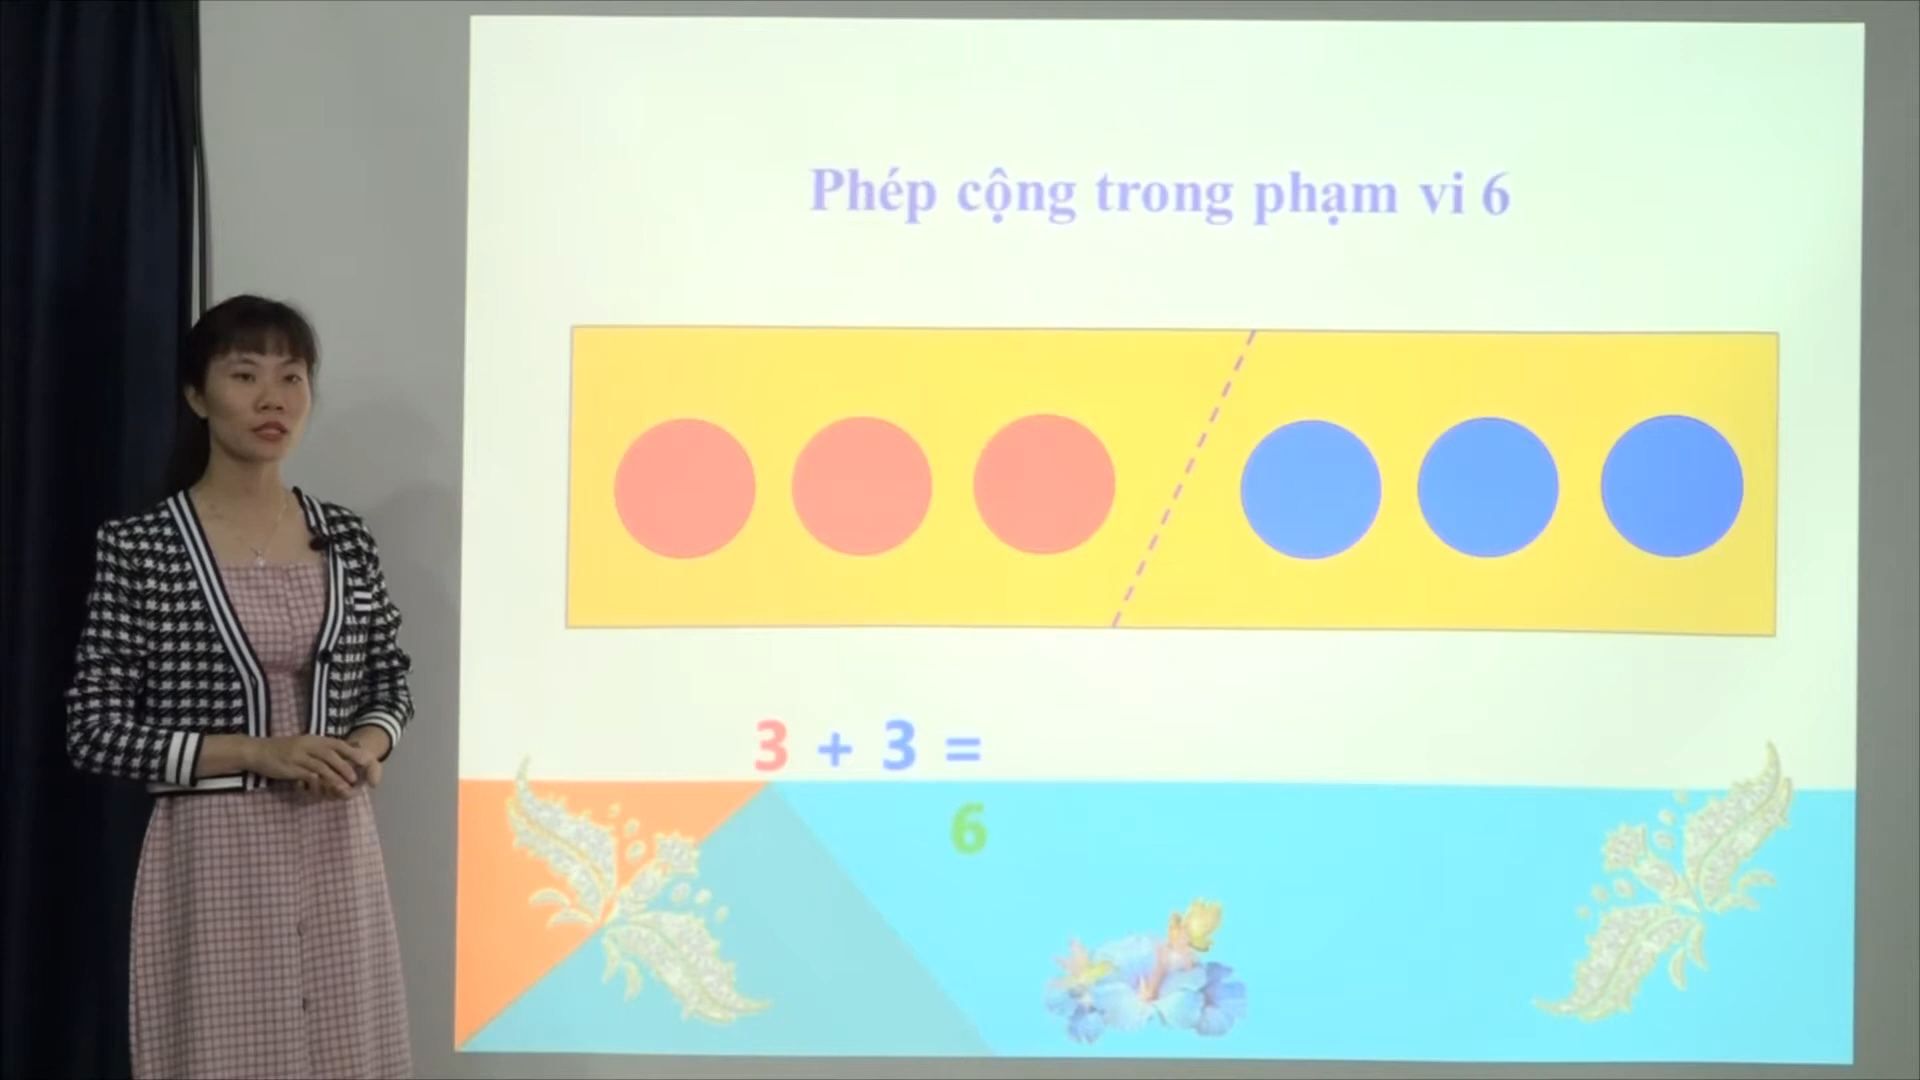 Phép cộng trong phạm vi 6
3 + 3 =
6